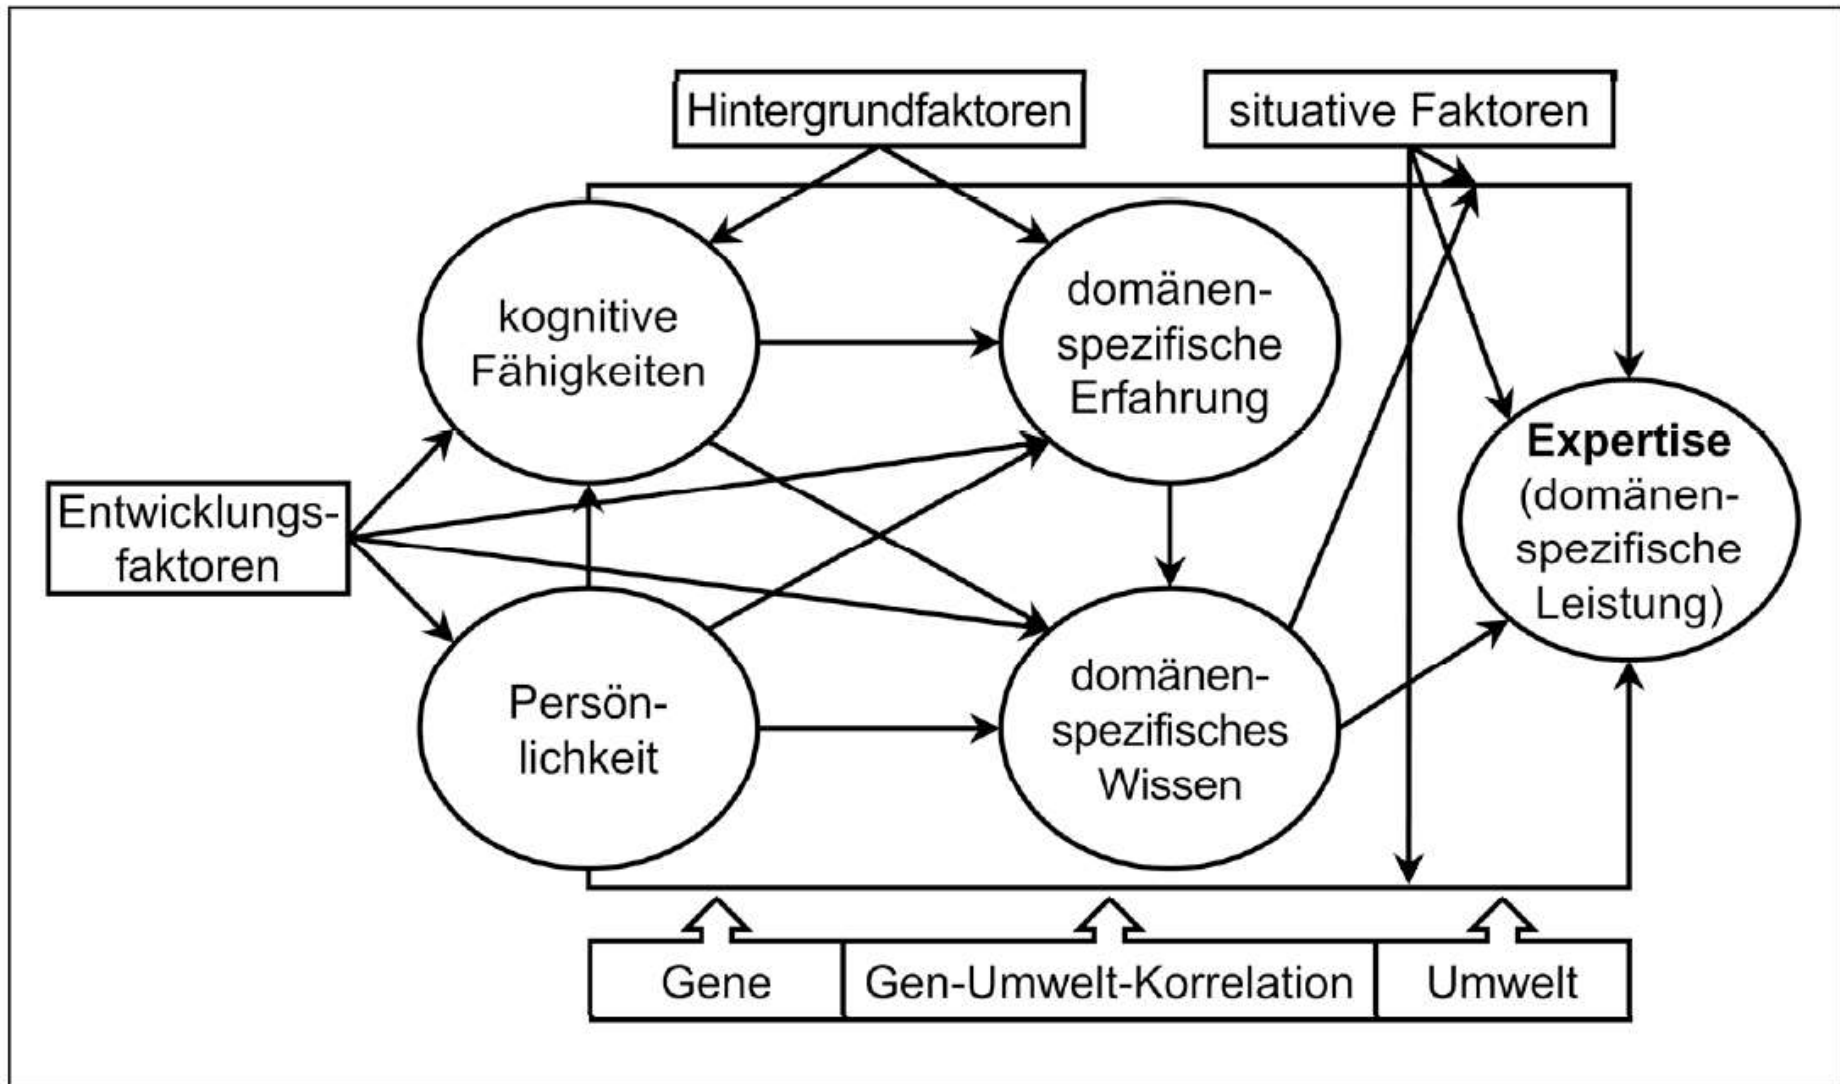 Hintergrundfaktoren
situative Faktoren
kognitive
Fähigkeiten
domänen-
spezifische
Erfahrung
Entwicklungs-
faktoren
Expertise
(domänen-
spezifische
Leistung)
Persön-
lichkeit
domänen-
spezifisches
Wissen
Gene
Gen-Umwelt-Korrelation
Umwelt